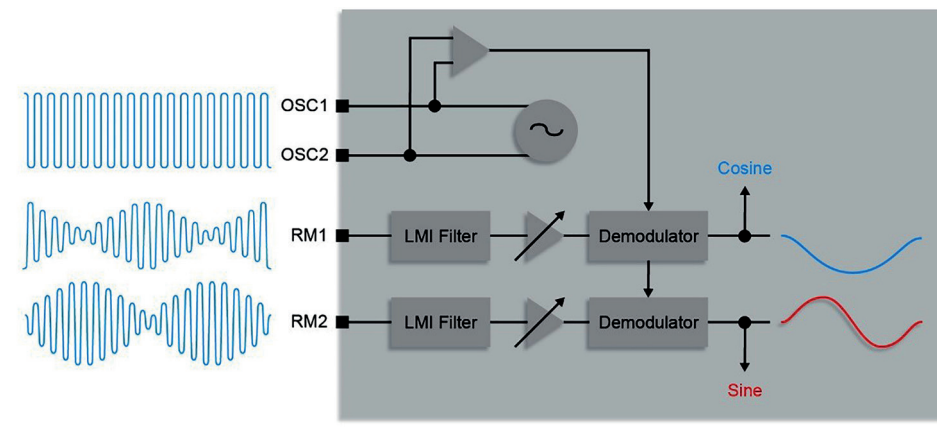 OSC1
OSC2
Cosine
RM1
LMI Filter
Demodulator
RM2
LMI Filter
Demodulator
Sine